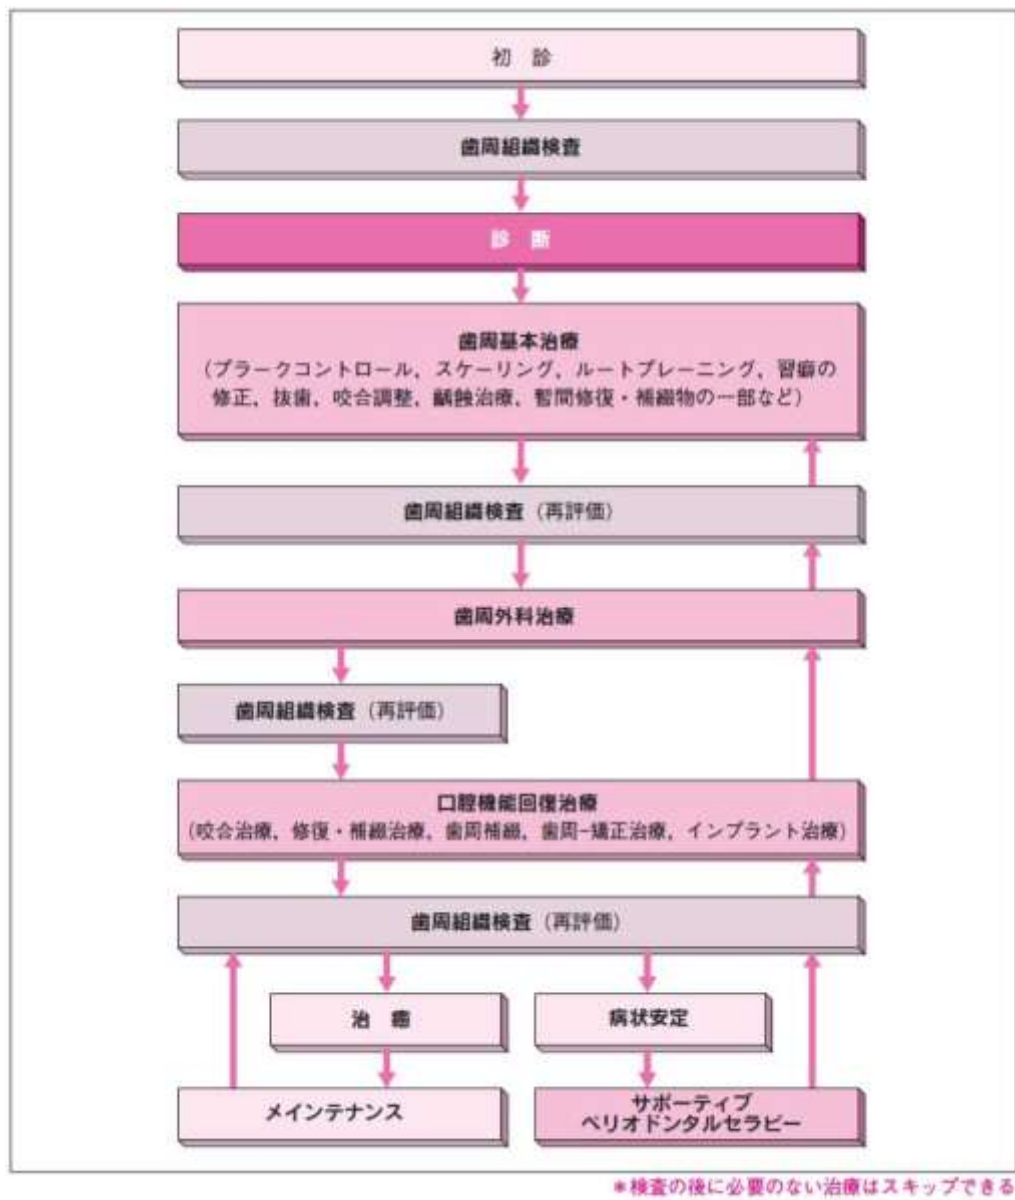 初 診
歯周組織検査
診 断
歯周基本治療
(プラークコントロール、スケーリング、ルートプレーニング、習癖の
修正、抜歯、咬合調整、齲蝕治療、暫間修復・補綴物の一部など)
歯周組織検査 (再評価)
歯周外科治療
歯周組織検査 (再評価)
口腔機能回復治療
(咬合治療、修復・補綴治療、歯周補綴、歯周-矯正治療、インプラント治療)
歯周組織検査 (再評価)
治 癒
病状安定
メインテナンス
サポーティブ
ペリオドンタルセラピー
*検査の後に必要のない治療はスキップできる